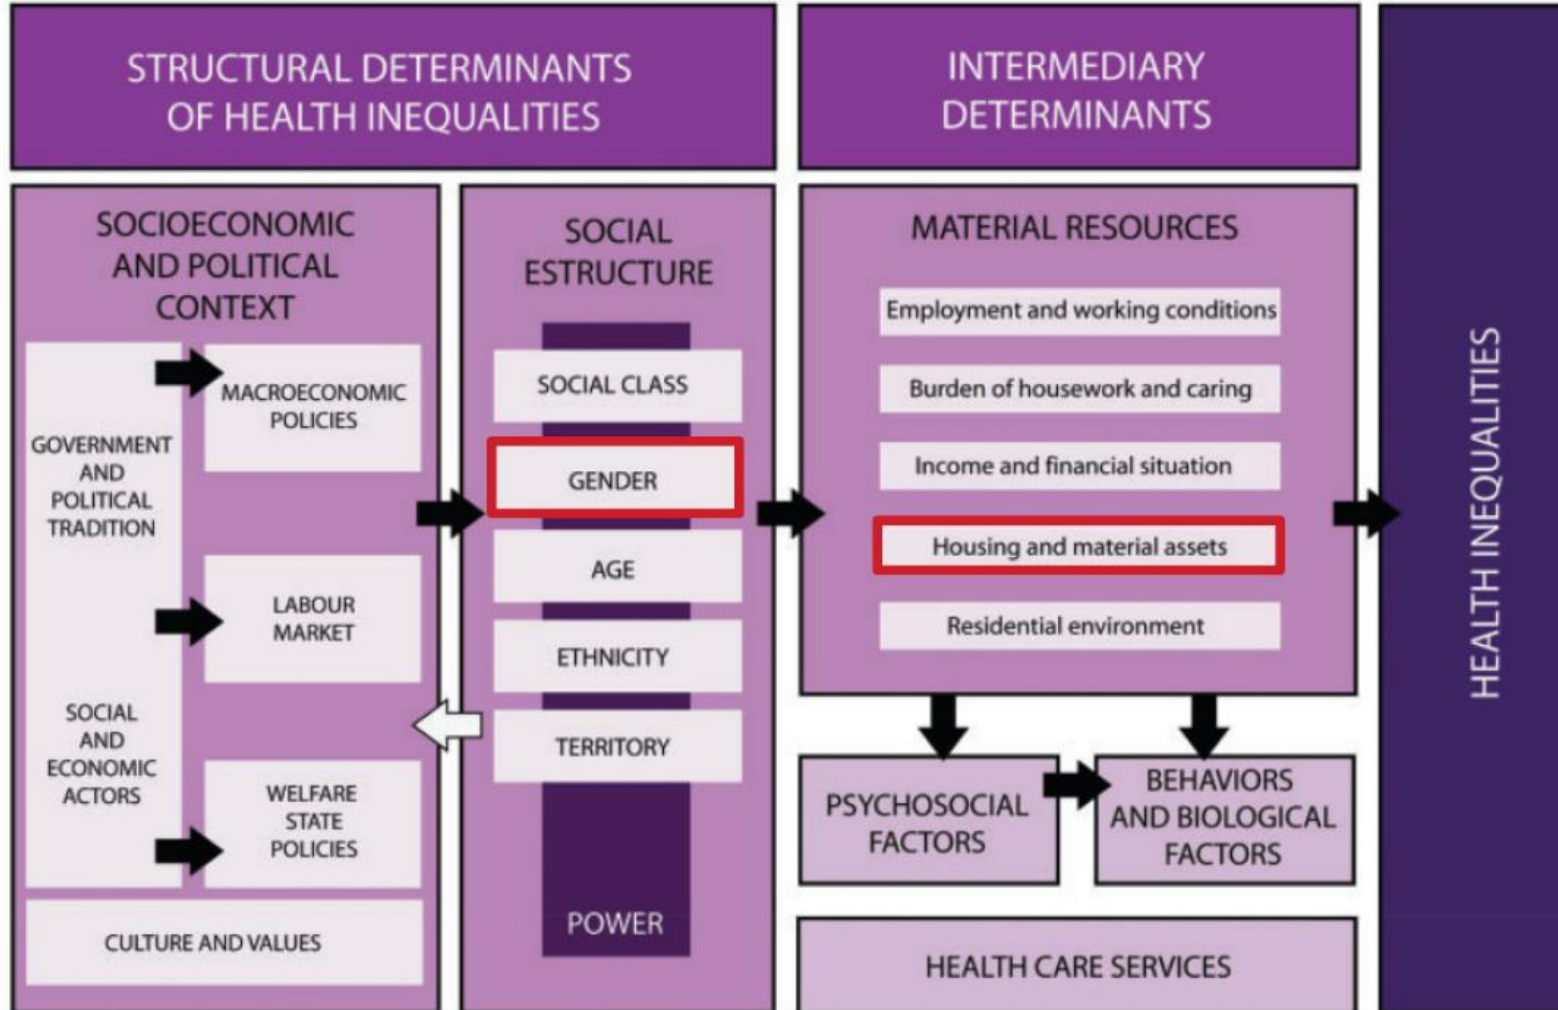 STRUCTURAL DETERMINANTS
OF HEALTH INEQUALITIES
INTERMEDIARY
DETERMINANTS
SOCIOECONOMIC
AND POLITICAL
CONTEXT
GOVERNMENT
AND
POLITICAL
TRADITION
SOCIAL
AND
ECONOMIC
ACTORS
MACROECONOMIC
POLICIES
LABOUR
MARKET
WELFARE
STATE
POLICIES
CULTURE AND VALUES
SOCIAL
ESTRUCTURE
SOCIAL CLASS
GENDER
AGE
ETHNICITY
TERRITORY
POWER
MATERIAL RESOURCES
Employment and working conditions
Burden of housework and caring
Income and financial situation
Housing and material assets
Residential environment
PSYCHOSOCIAL
FACTORS
BEHAVIORS
AND BIOLOGICAL
FACTORS
HEALTH CARE SERVICES
HEALTH INEQUALITIES